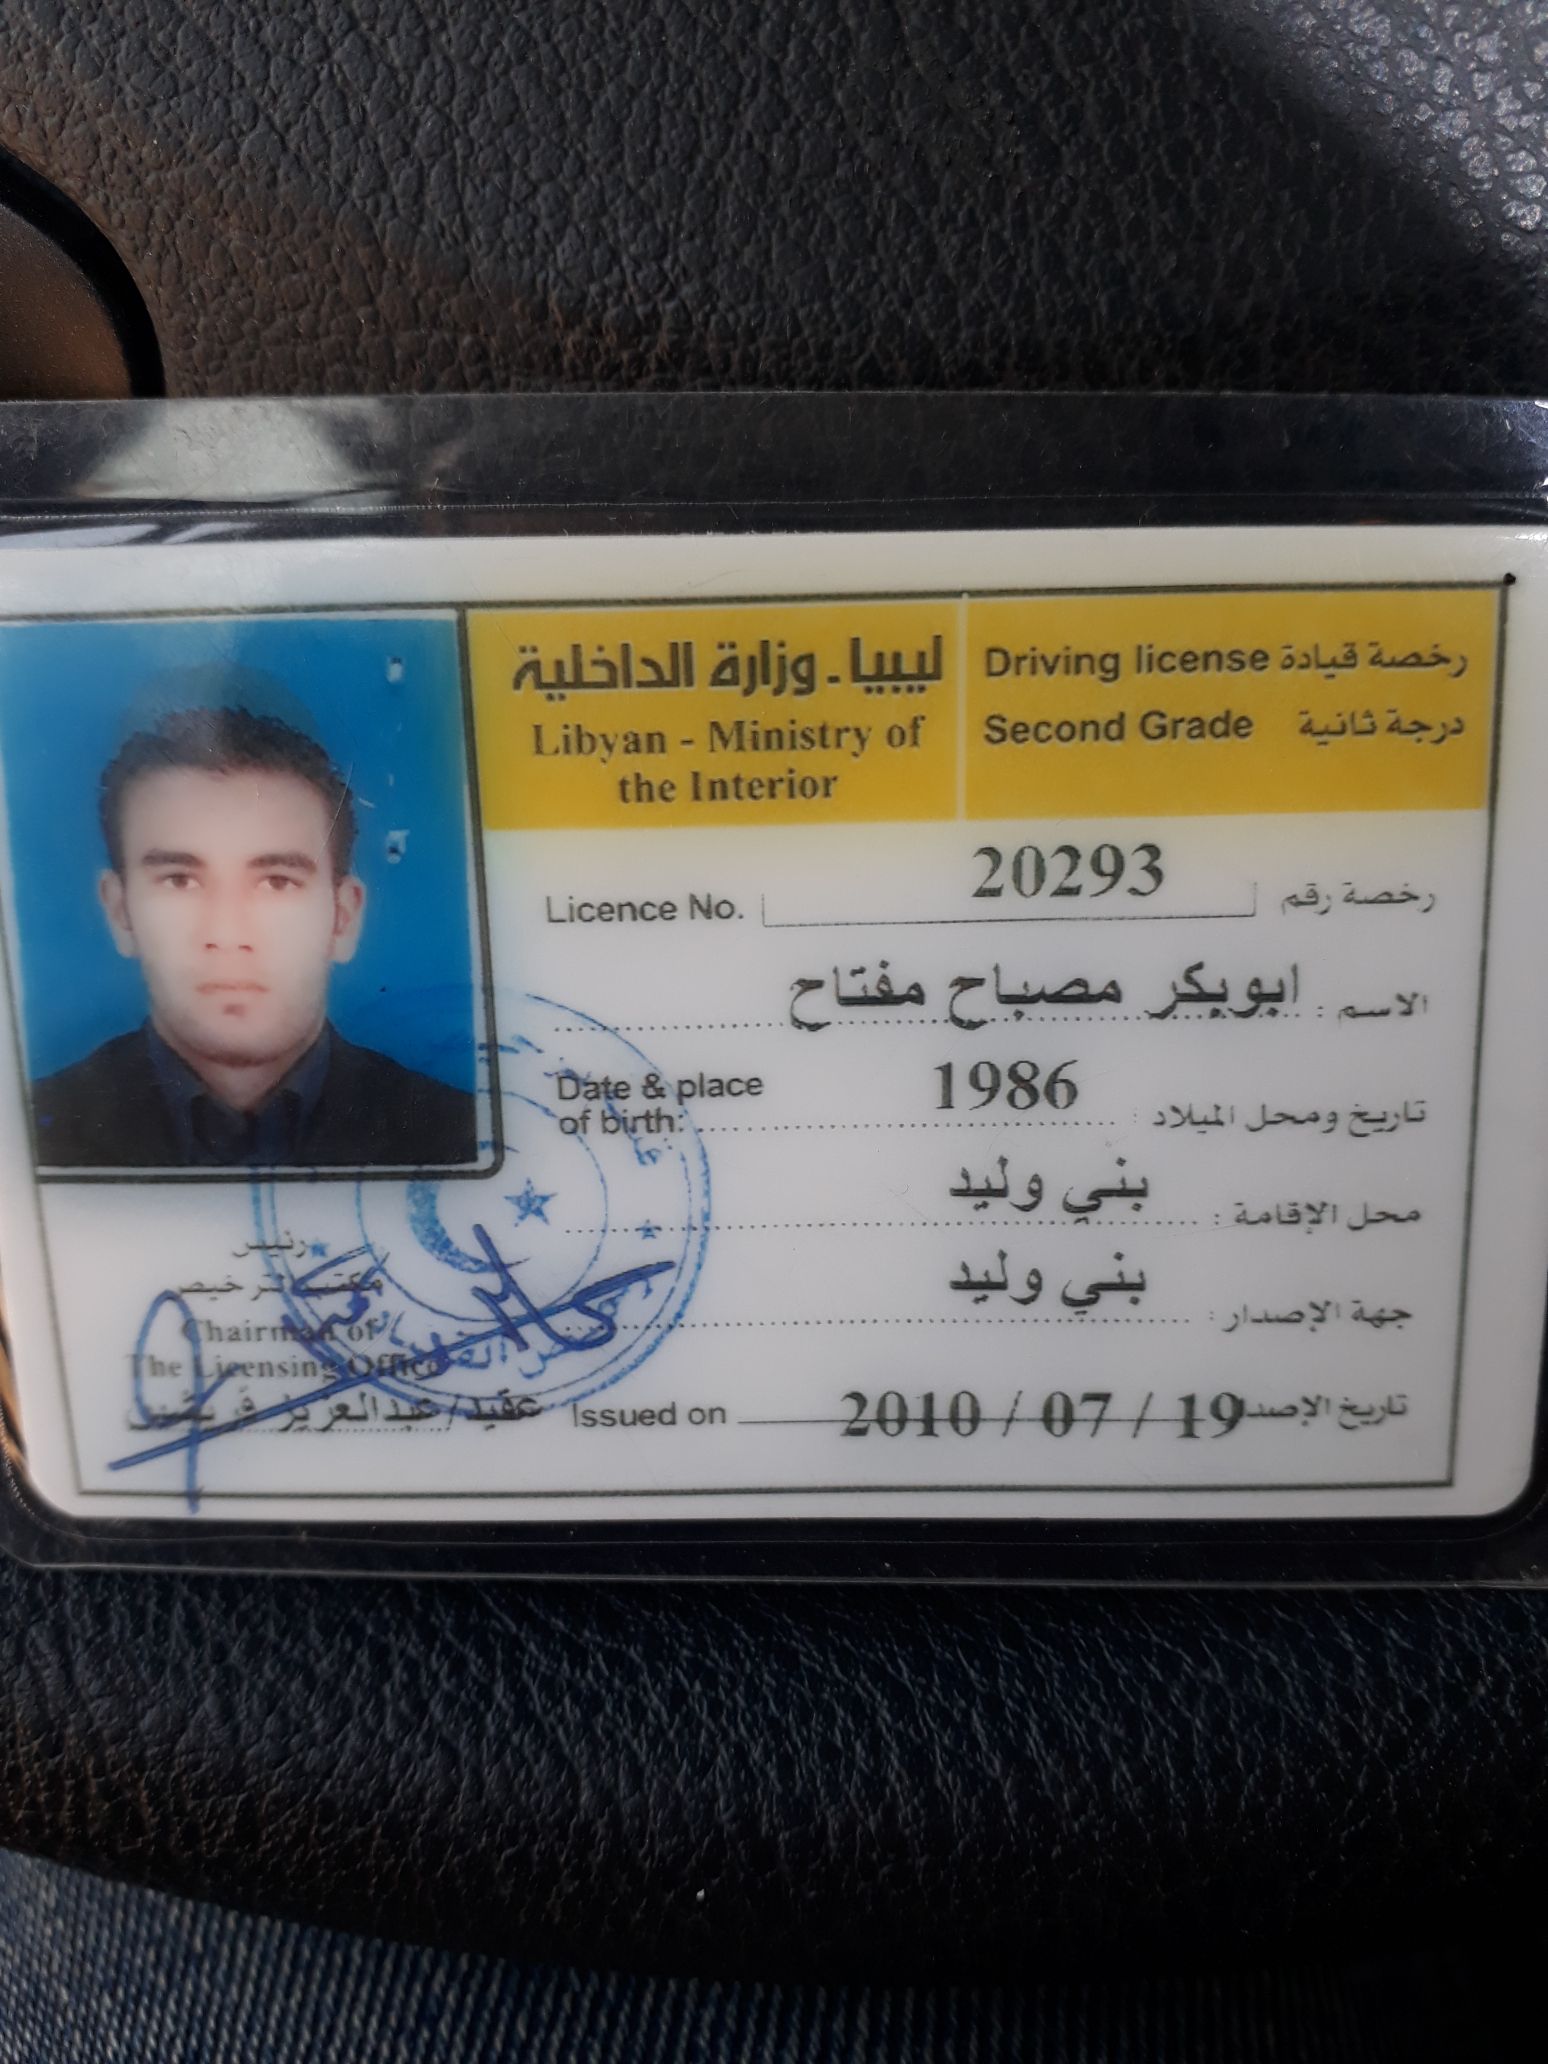 ليبيا - وزارة الداخلية
Libyan - Ministry of
the Interior
Driving license رخصة قيادة
Second Grade درجة ثانية
Licence No. 20293 رخصة رقم
الاسم : ابوبكر مصباح مفتاح
Date & place
of birth: 1986 تاريخ ومحل الميلاد :
محل الإقامة : بني وليد
جهة الإصدار : بني وليد
Issued on 2010 / 07 / 19 تاريخ الإصدا
رئيس
مكتب الترخيص
Chairman of
The Licensing Office
عقيد / عبدالعزيز